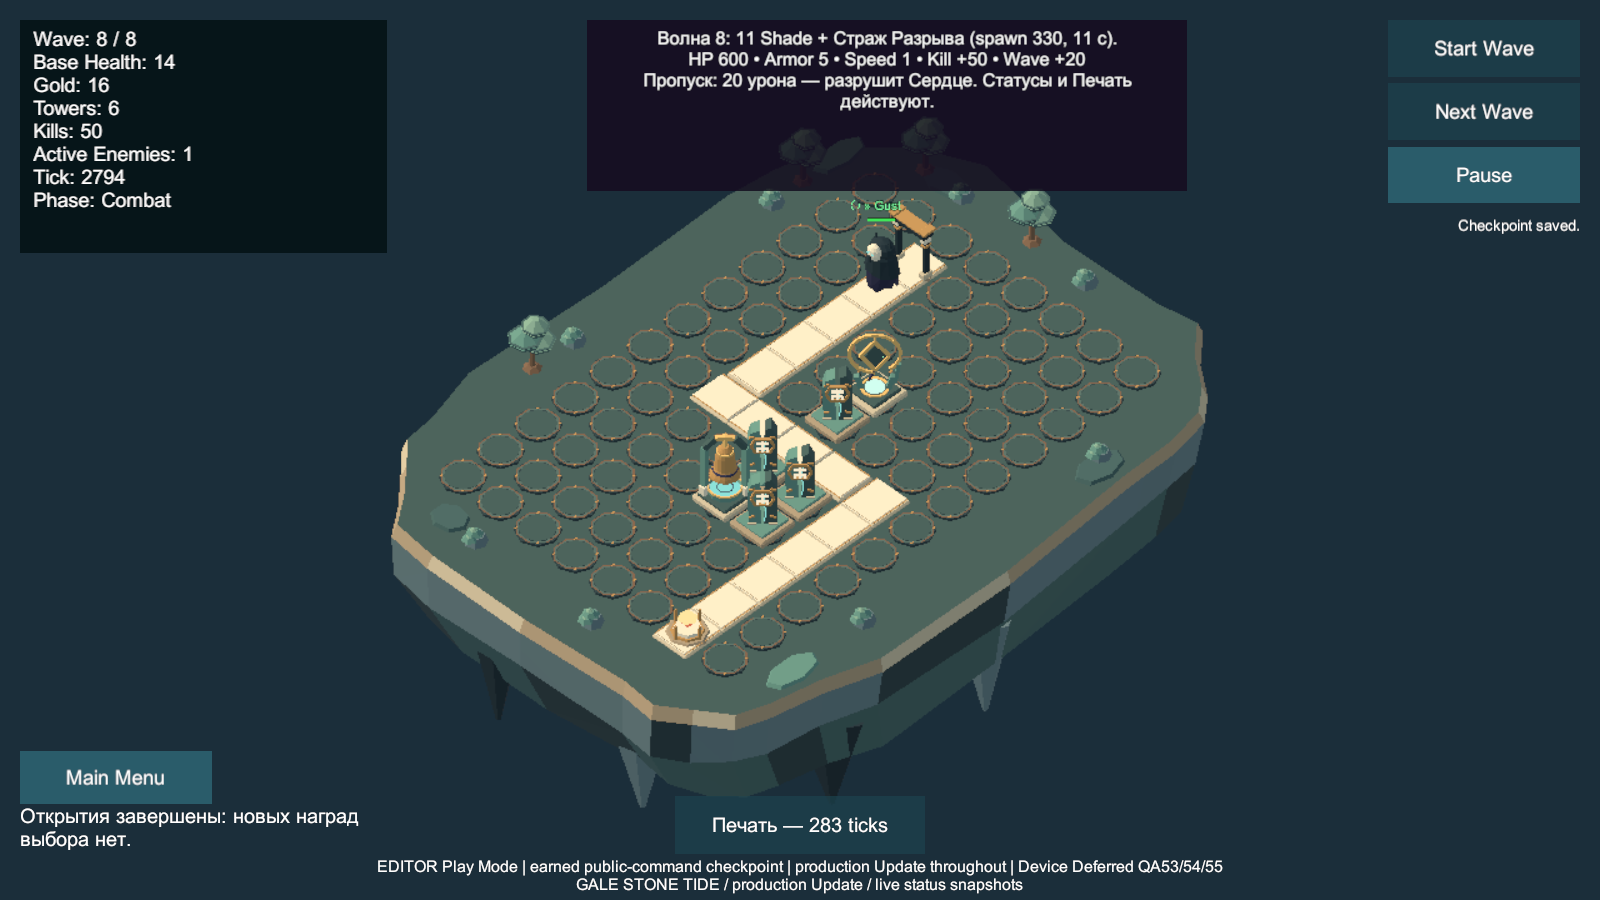 Wave: 8 / 8
Base Health: 14
Gold: 16
Towers: 6
Kills: 50
Active Enemies: 1
Tick: 2794
Phase: Combat
Волна 8: 11 Shade + Страж Разрыва (spawn 330, 11 с).
HP 600 • Armor 5 • Speed 1 • Kill +50 • Wave +20
Пропуск: 20 урона — разрушит Сердце. Статусы и Печать
действуют.
Start Wave
Next Wave
Pause
Checkpoint saved.
» Gust
Main Menu
Открытия завершены: новых наград
выбора нет.
Печать — 283 ticks
EDITOR Play Mode | earned public-command checkpoint | production Update throughout | Device Deferred QA53/54/55
GALE STONE TIDE / production Update / live status snapshots